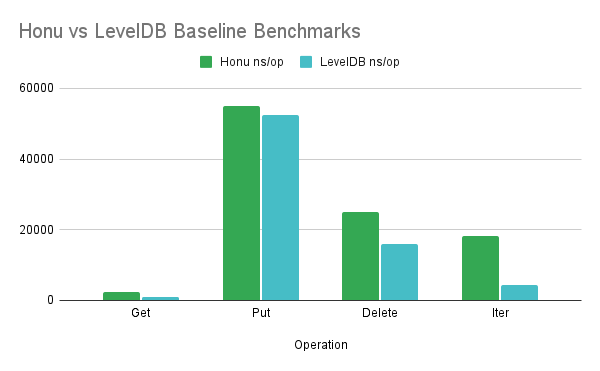 Honu vs LevelDB Baseline Benchmarks
Honu ns/op
LevelDB ns/op
60000
40000
20000
0
Get
Put
Delete
Iter
Operation